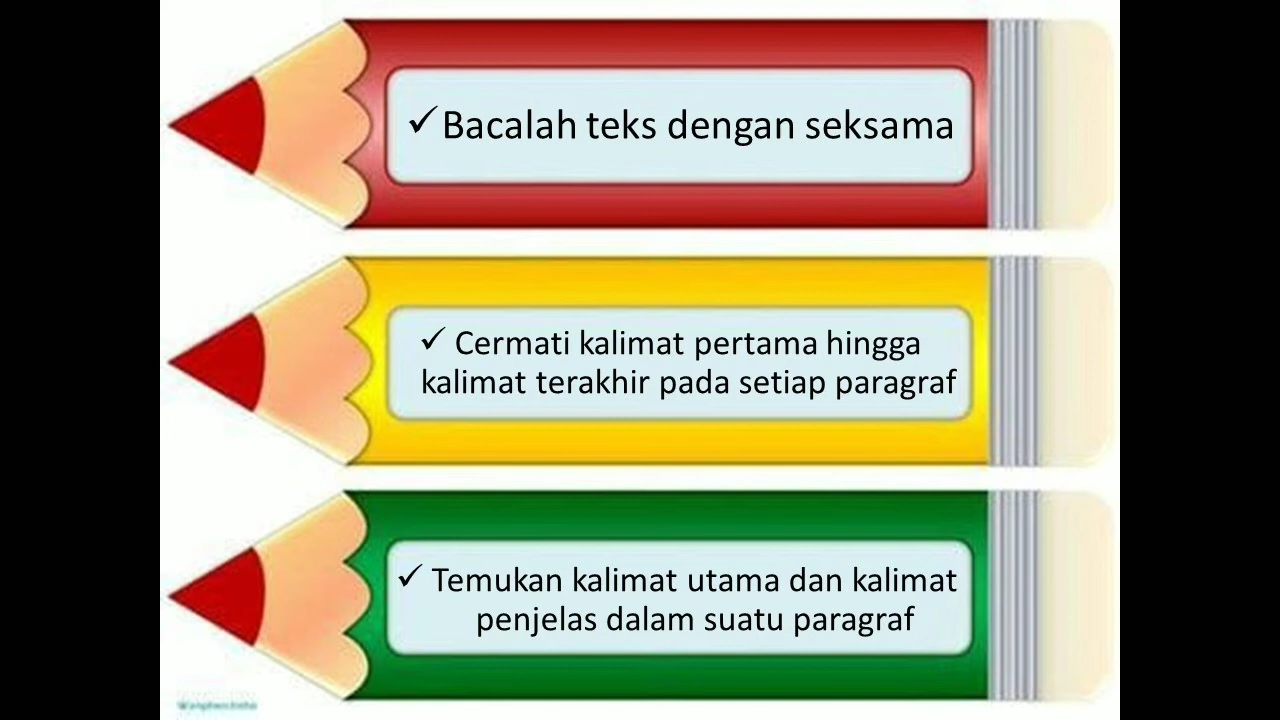 ✓Bacalah teks dengan seksama
✓ Cermati kalimat pertama hingga
kalimat terakhir pada setiap paragraf
✓ Temukan kalimat utama dan kalimat
penjelas dalam suatu paragraf